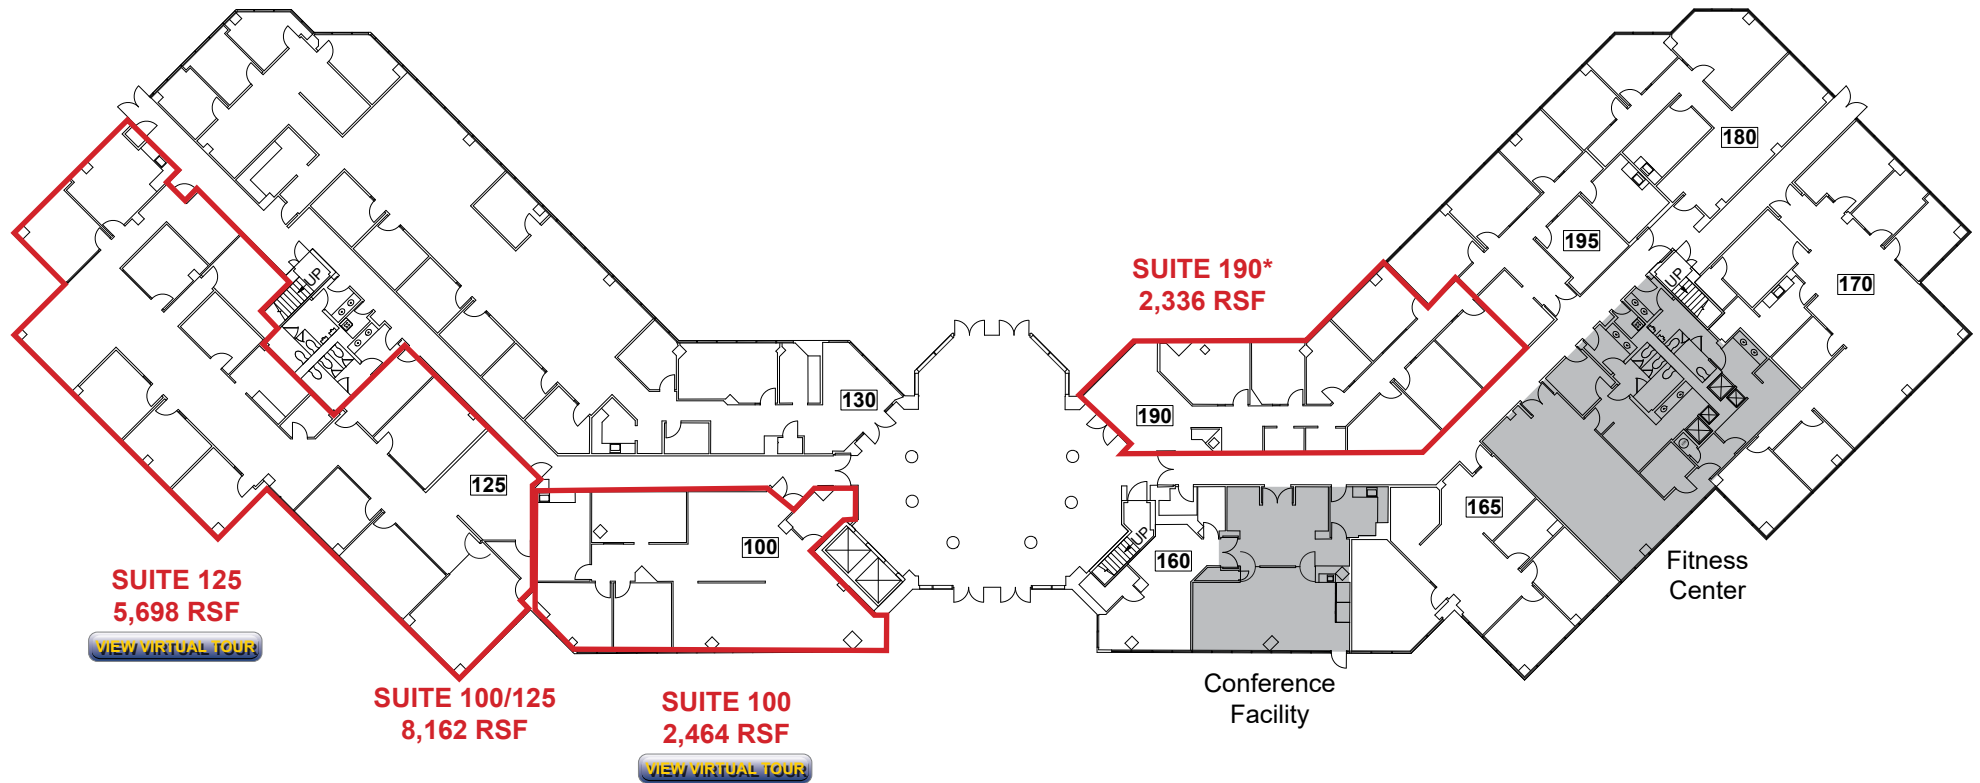 180
195
SUITE 190*
2,336 RSF
UP
UP
170
130
190
125
165
100
UP
160
Fitness
Center
SUITE 125
5,698 RSF
VIEW VIRTUAL TOUR
SUITE 100/125
8,162 RSF
SUITE 100
2,464 RSF
VIEW VIRTUAL TOUR
Conference
Facility